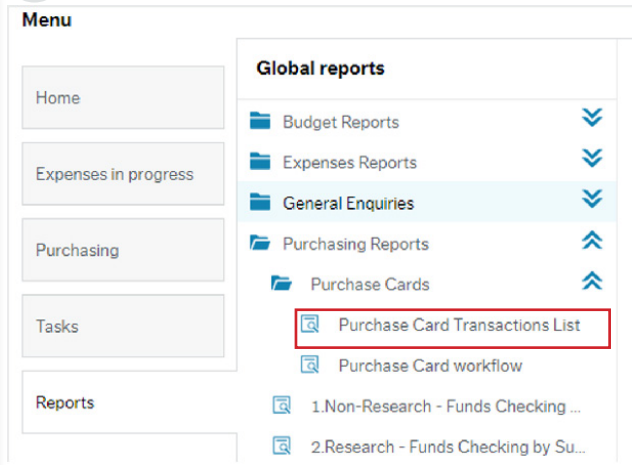 Menu
Home
Expenses in progress
Purchasing
Tasks
Reports
Global reports
Budget Reports
Expenses Reports
General Enquiries
Purchasing Reports
Purchase Cards
Purchase Card Transactions List
Purchase Card workflow
1.Non-Research - Funds Checking ...
2.Research - Funds Checking by Su...